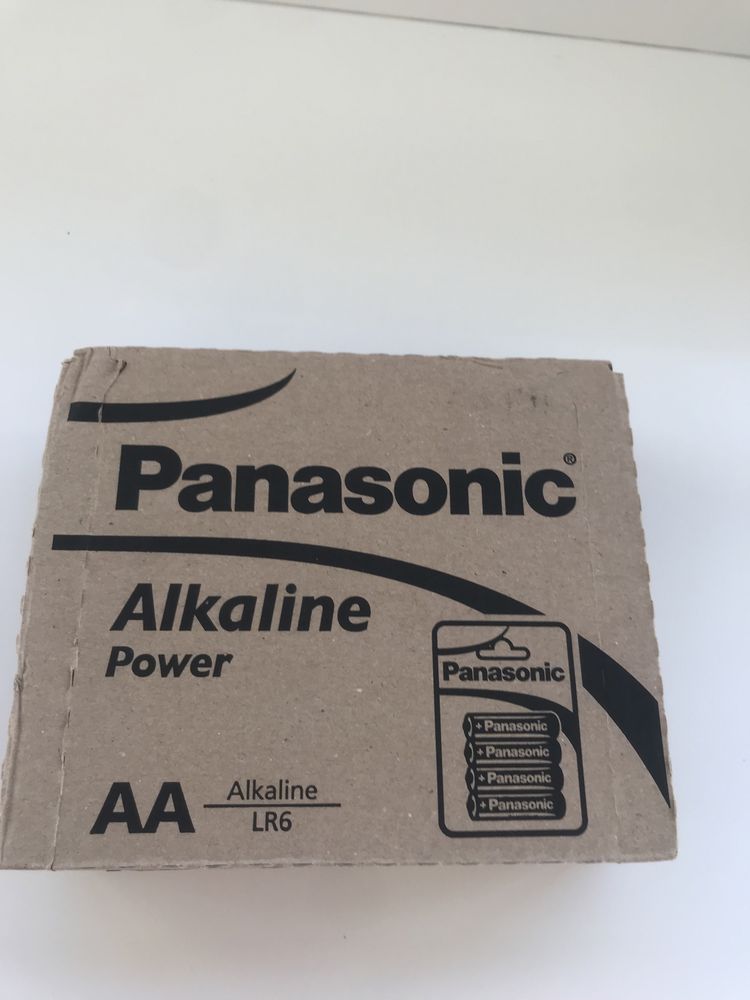 Panasonic®
Alkaline
Power
Panasonic
+ Panasonic
+ Panasonic
+ Panasonic
+ Panasonic
AA Alkaline
LR6